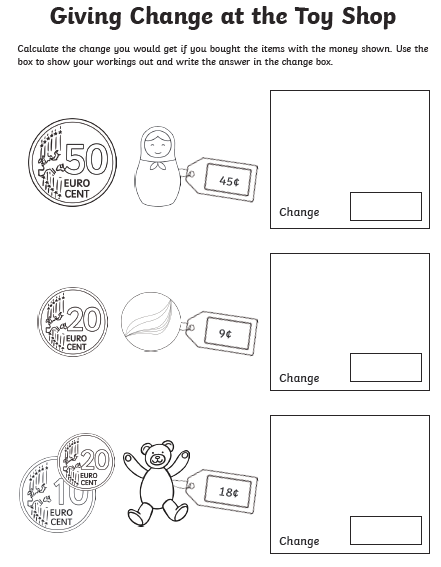 Giving Change at the Toy Shop
Calculate the change you would get if you bought the items with the money shown. Use the
box to show your workings out and write the answer in the change box.
50
EURO
CENT
45¢
Change
20
EURO
CENT
9¢
Change
20
EURO
CENT
10
EURO
CENT
18¢
Change